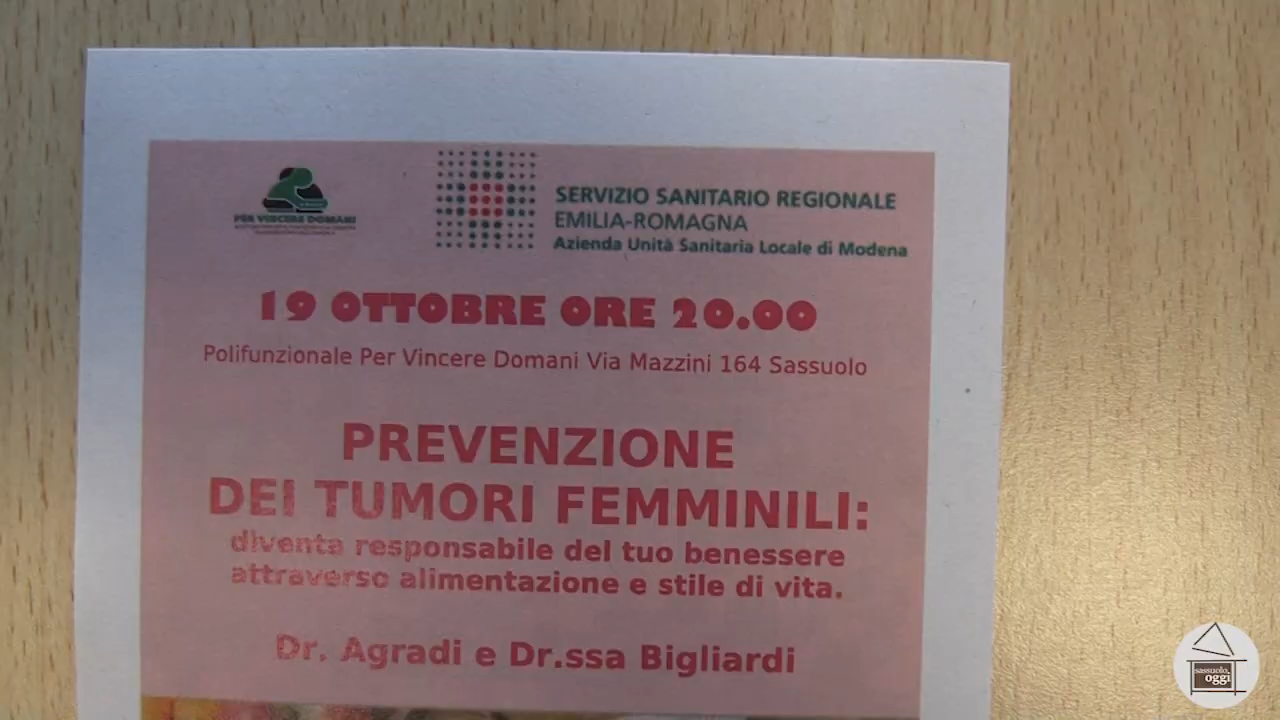 PER VINCERE DOMANI
SERVIZIO SANITARIO REGIONALE
EMILIA-ROMAGNA
Azienda Unità Sanitaria Locale di Modena
19 OTTOBRE ORE 20.00
Polifunzionale Per Vincere Domani Via Mazzini 164 Sassuolo
PREVENZIONE
DEI TUMORI FEMMINILI:
diventa responsabile del tuo benessere
attraverso alimentazione e stile di vita.
Dr. Agradi e Dr.ssa Bigliardi
sassuolo
oggi